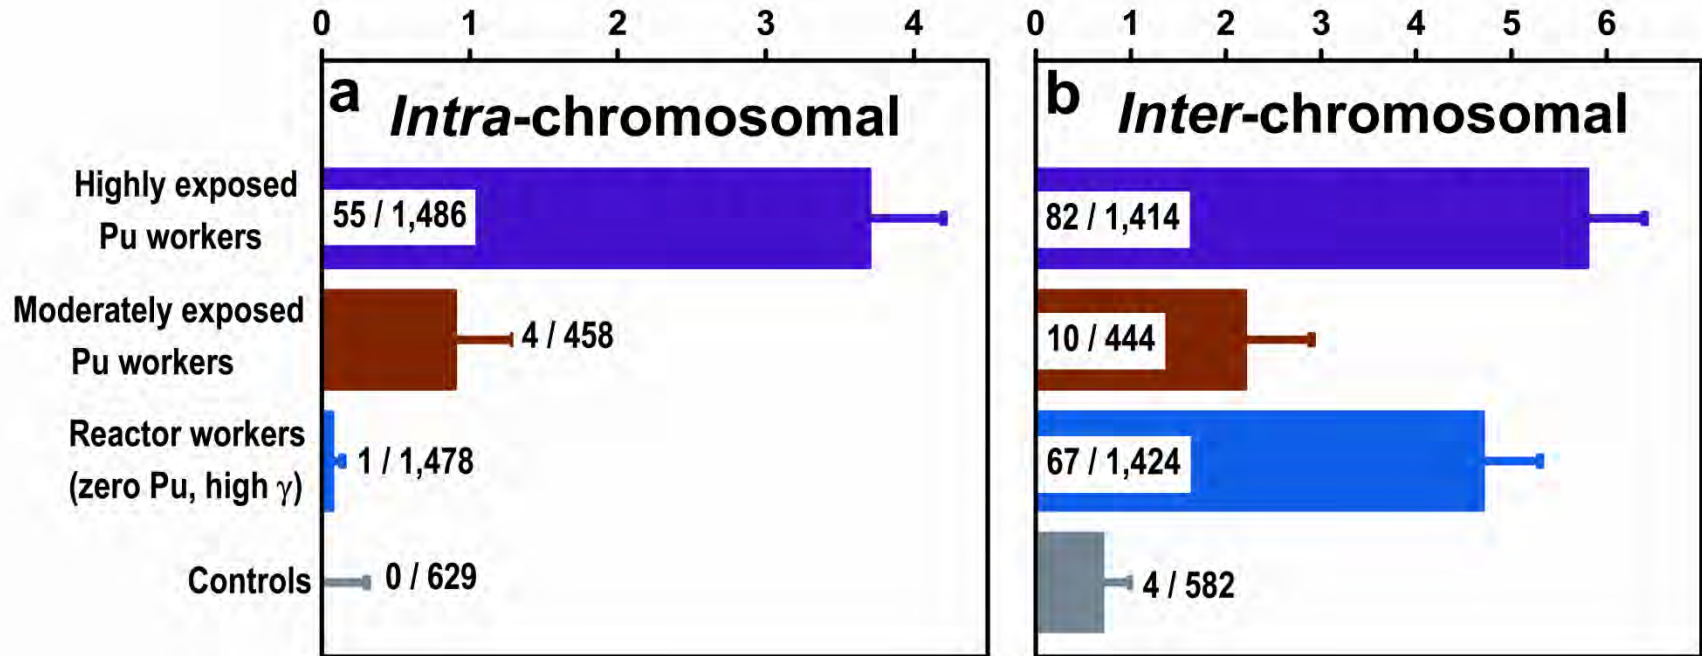 0 1 2 3 4
0 1 2 3 4 5 6
a
Intra-chromosomal
b
Inter-chromosomal
Highly exposed
Pu workers
55 / 1,486
82 / 1,414
Moderately exposed
Pu workers
4 / 458
10 / 444
Reactor workers
(zero Pu, high γ)
1 / 1,478
67 / 1,424
Controls
0 / 629
4 / 582